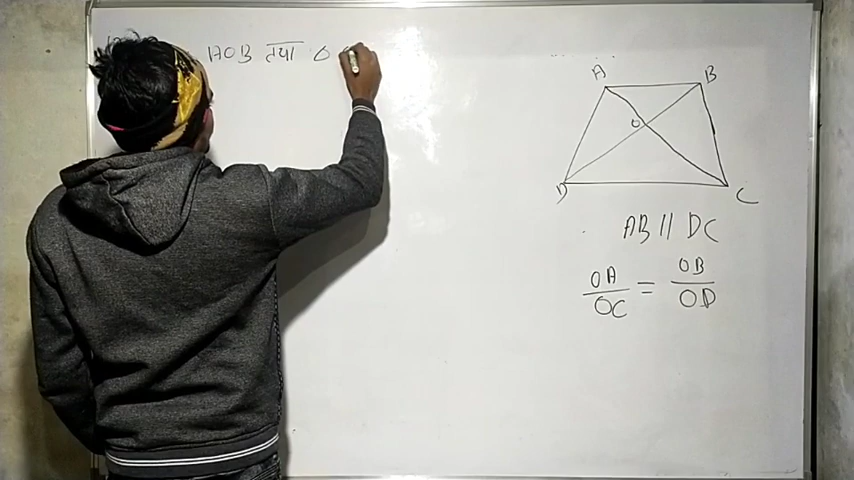 AOB तथा Δ
A B
O
D C
AB || DC
OA/OC = OB/OD